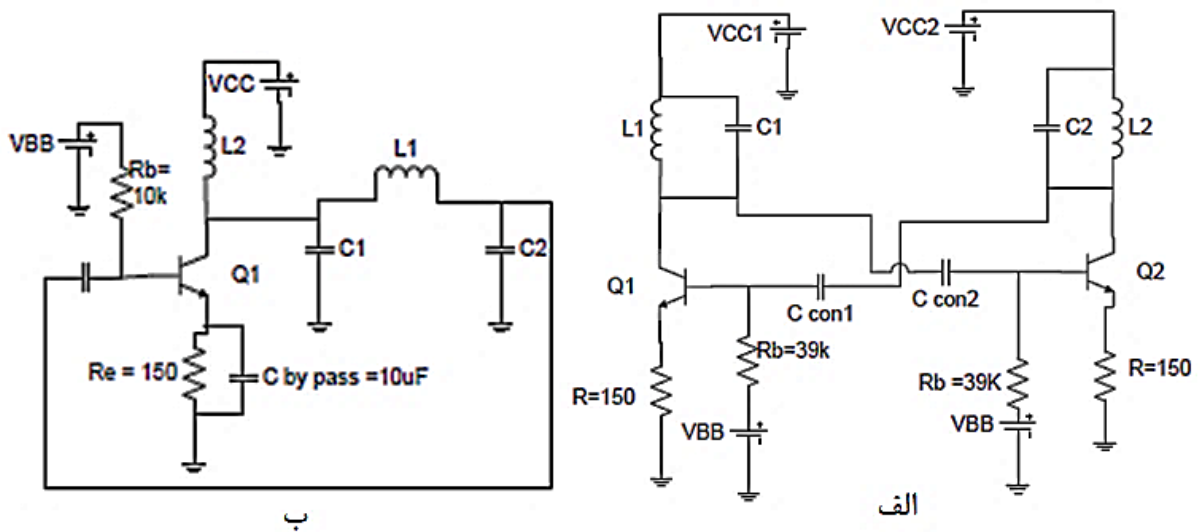 VCC
VBB
Rb=
10k
L2
L1
C1
C2
Q1
Re = 150
C by pass =10uF
ب
VCC1
VCC2
L1
C1
C2
L2
Q1
Q2
C con1
C con2
Rb=39k
R=150
VBB
Rb =39K
VBB
R=150
الف